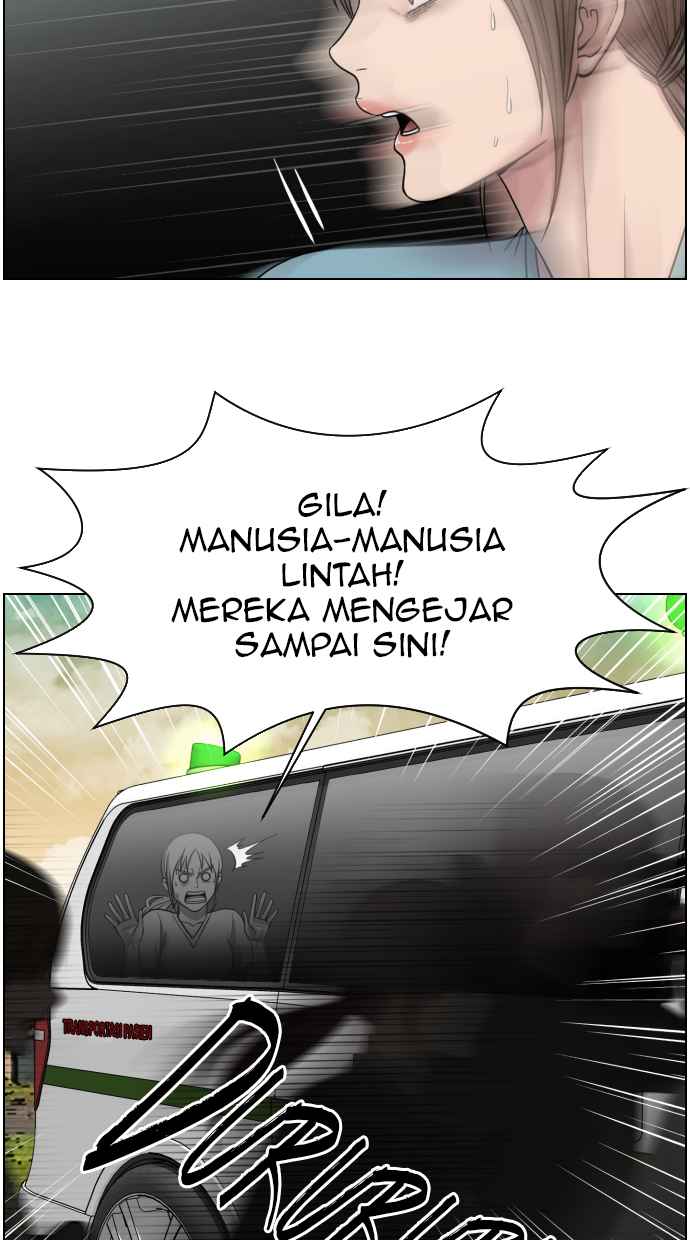 GILA!
MANUSIA-MANUSIA
LINTAH!
MEREKA MENGEJAR
SAMPAI SINI!
TRANSPORTASI PASIEN